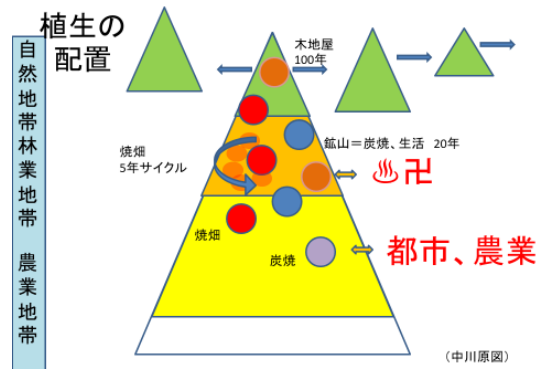 植生の
配置
自然地帯林業地帯　農業地帯
木地屋
100年
鉱山＝炭焼、生活　20年
焼畑
5年サイクル
♨卍
焼畑
炭焼
都市、農業
（中川原図）